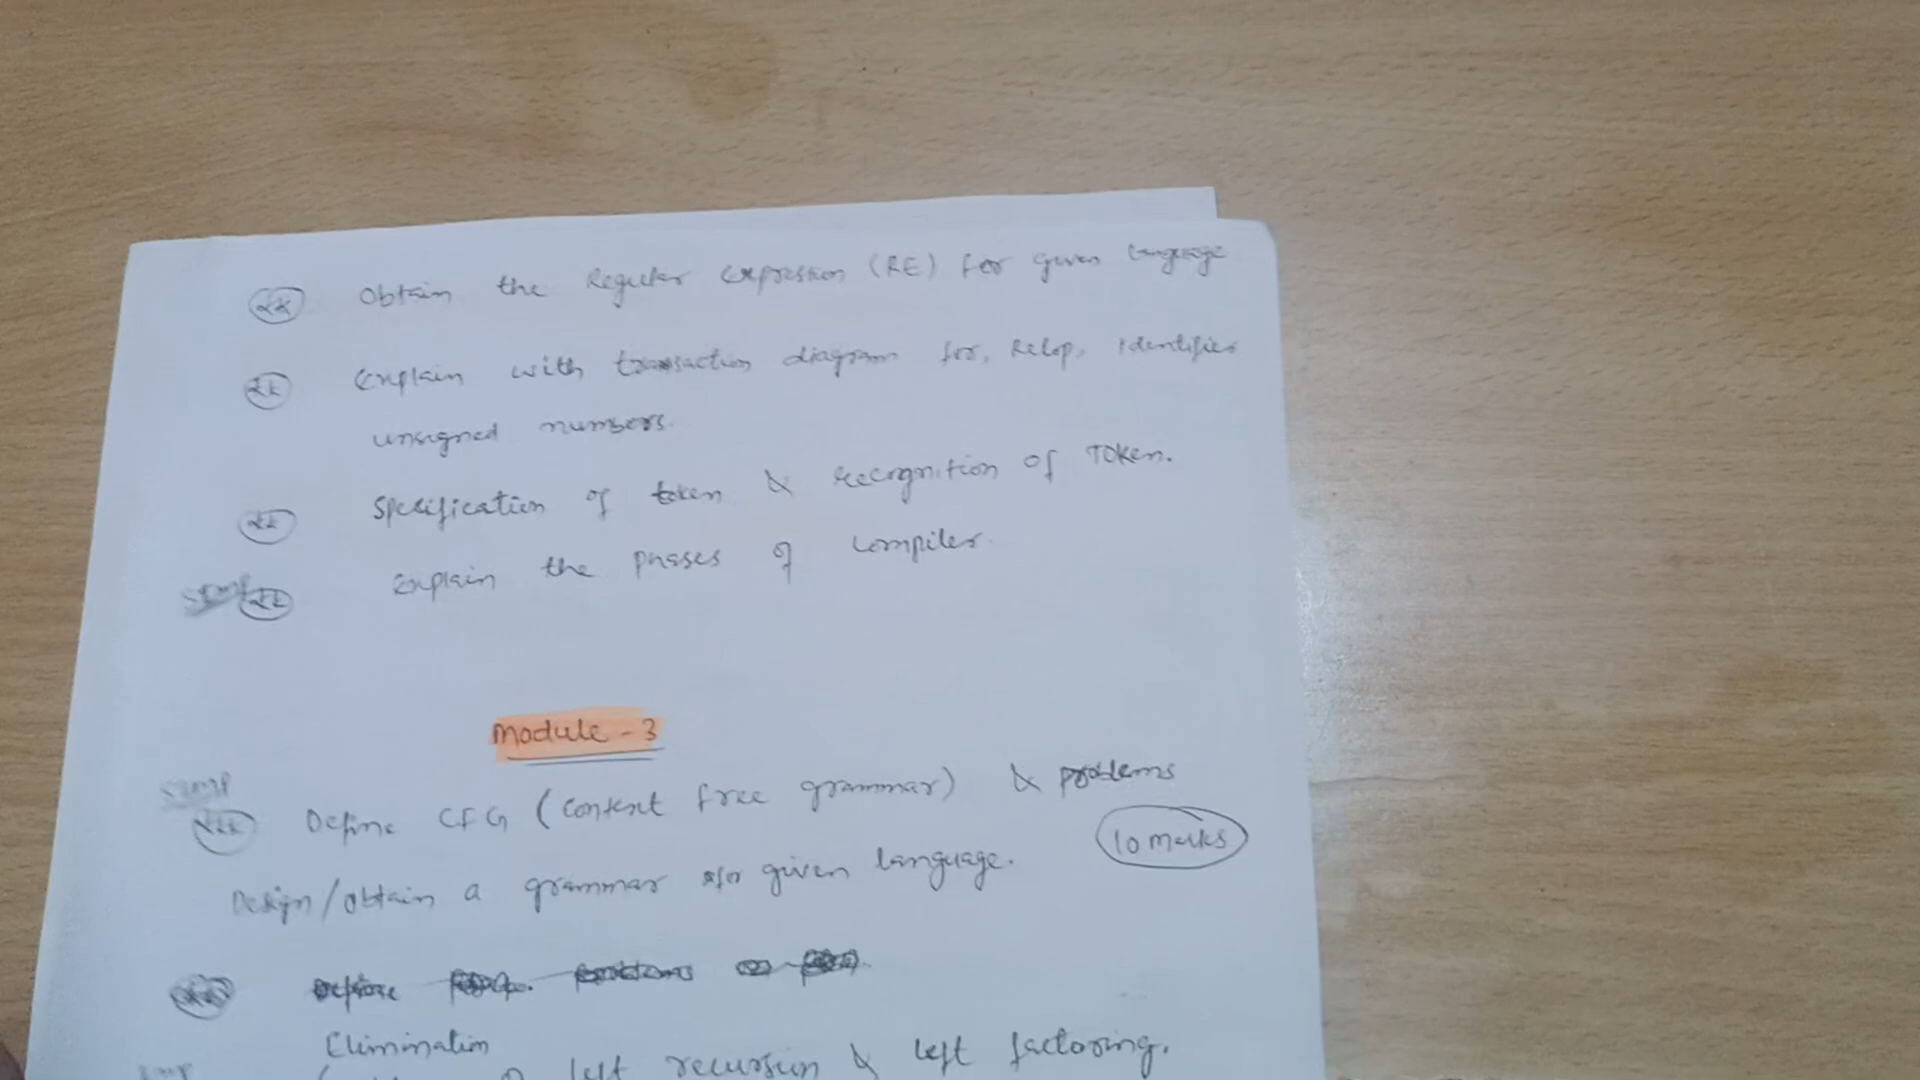 Obtain the Regular Expression (RE) for given language
Explain with transaction diagram for, Relop, Identifier
unsigned numbers.
Specification of token & recognition of Token.
Explain the phases of compiler.
Module - 3
Define CFG (context free grammar) & problems
10 marks
Design/obtain a grammar for given language.
Define problems
Elimination
left recursion & left factoring.